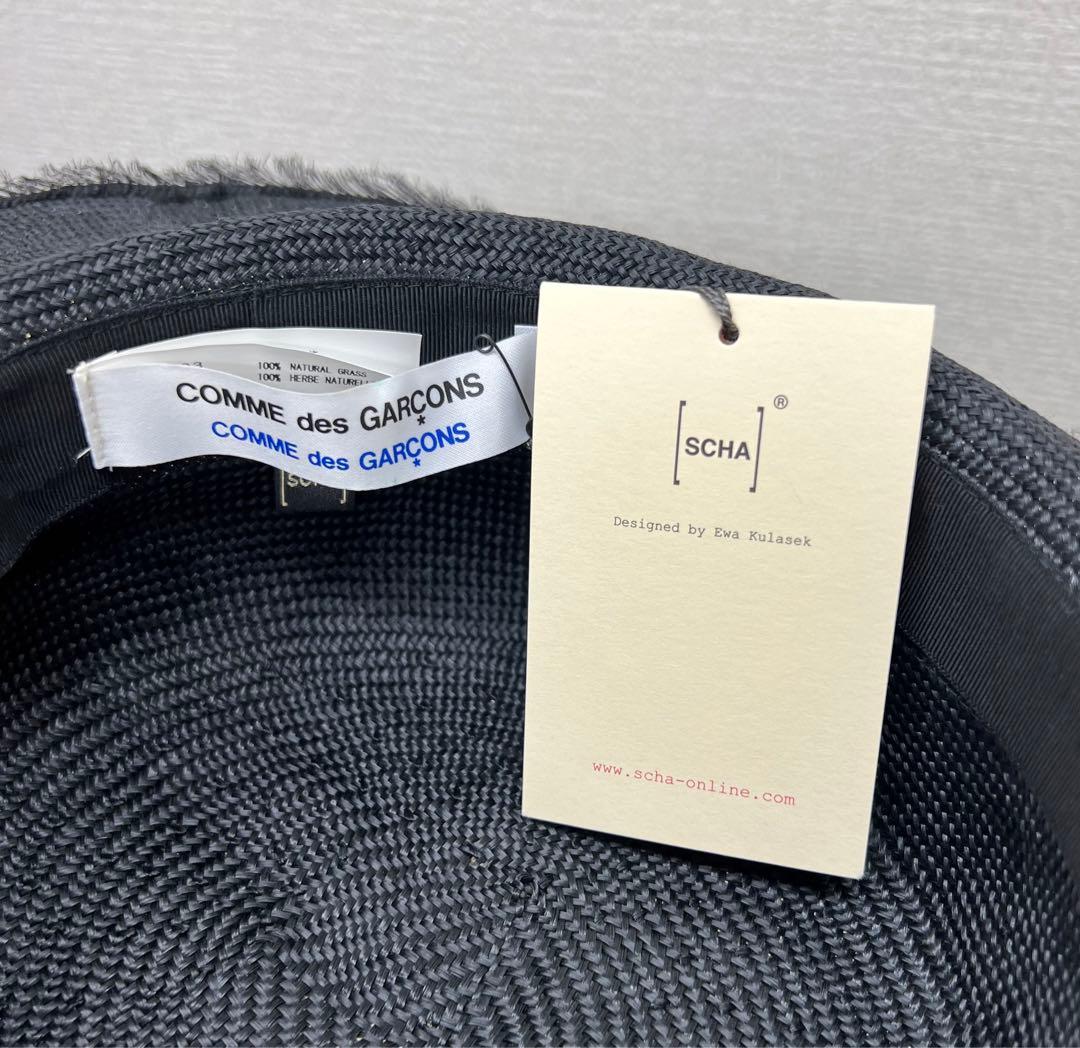 100% NATURAL GRASS
100% HERBE NATURELLE
COMME des GARÇONS
*
COMME des GARÇONS
*
[SCHA]®
Designed by Ewa Kulasek
www.scha-online.com